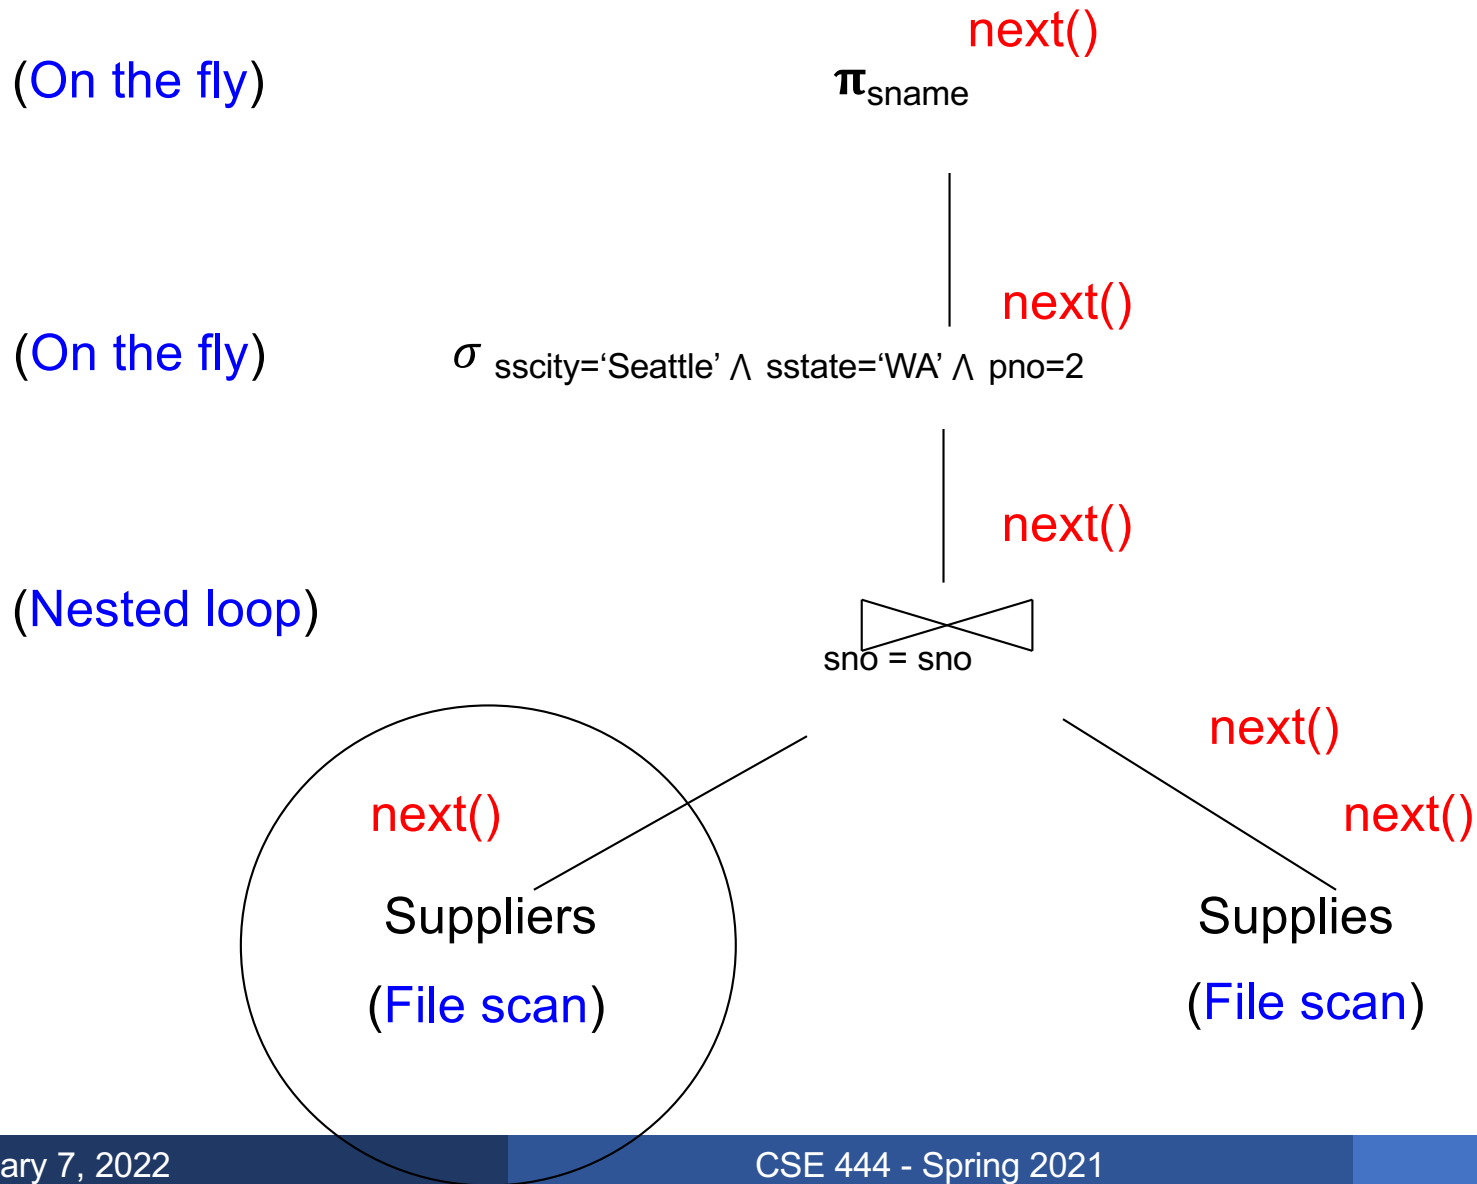 next()
(On the fly)
𝛑sname
next()
(On the fly)
σ sscity=‘Seattle’ ⋀ sstate=‘WA’ ⋀ pno=2
next()
(Nested loop)
sno = sno
next()
next()
next()
Suppliers
Supplies
(File scan)
(File scan)
ary 7, 2022
CSE 444 - Spring 2021